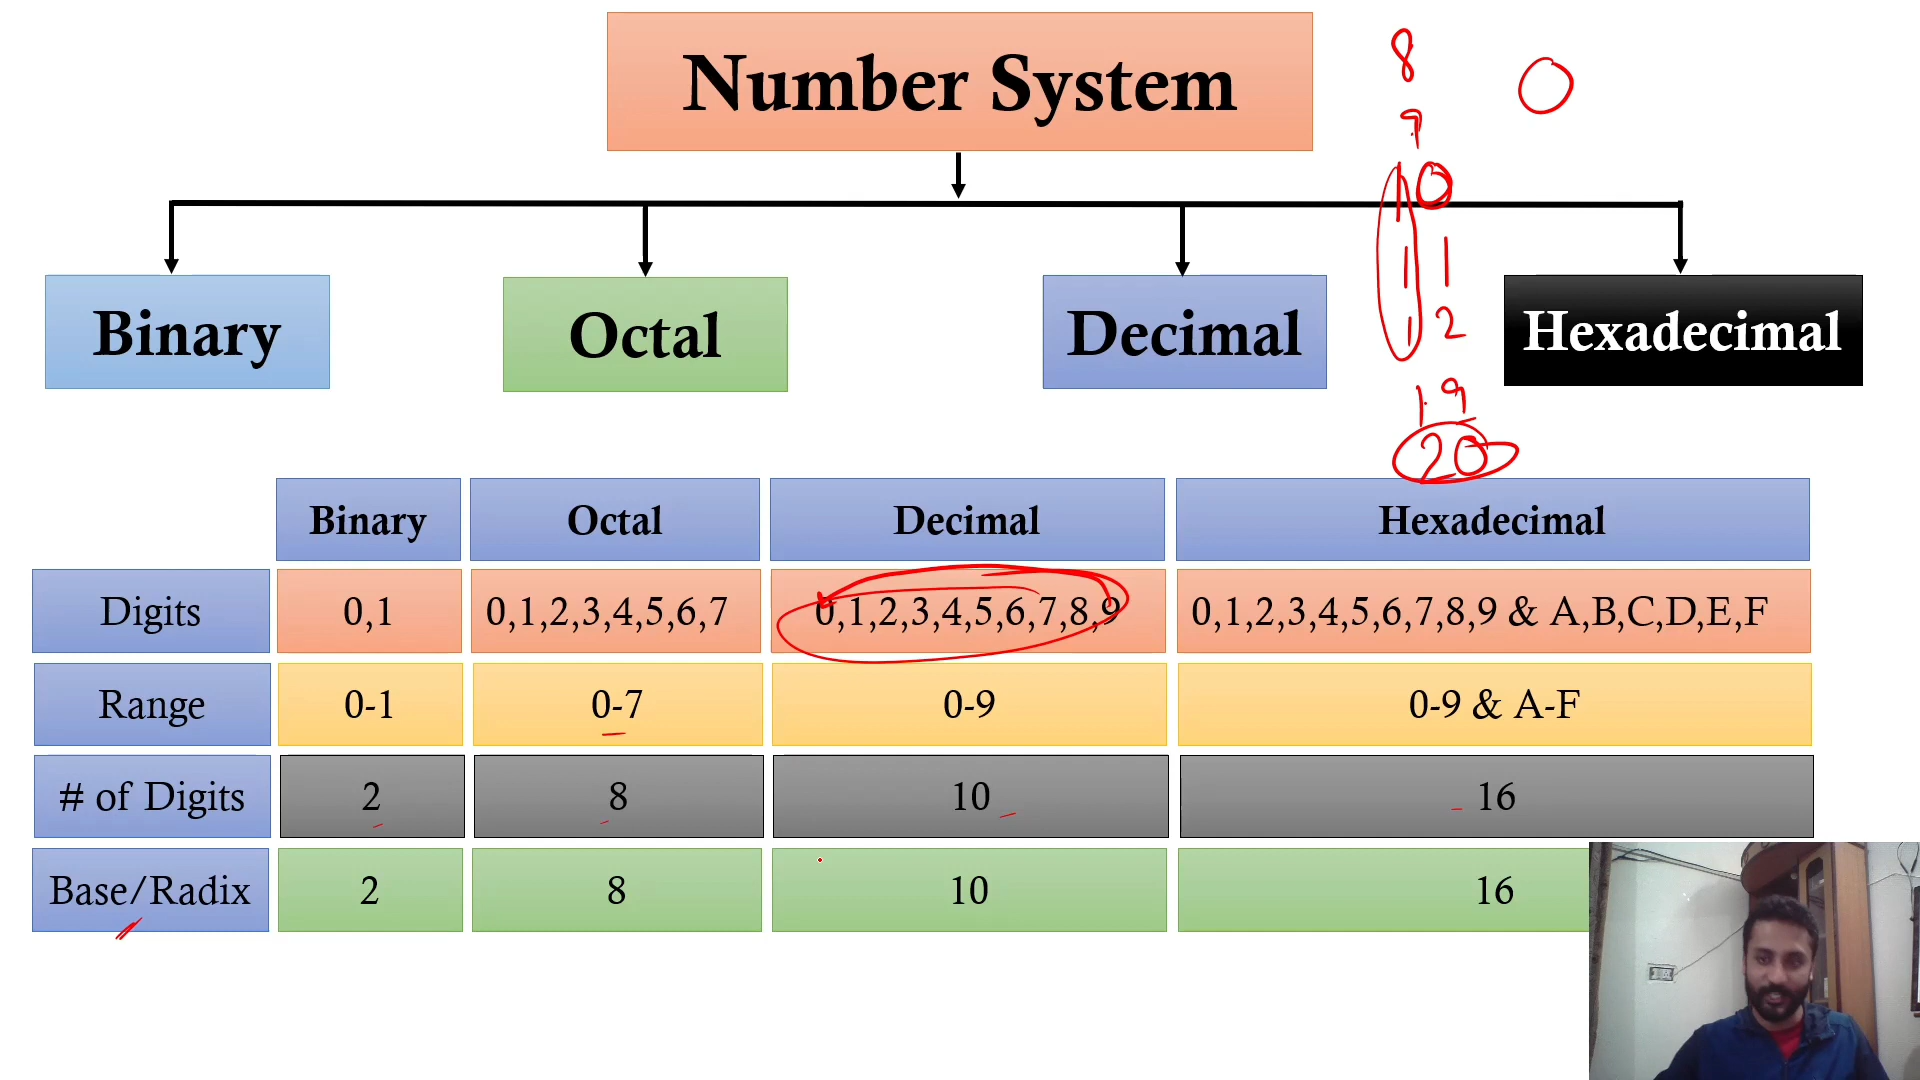 Number System
8
9
10
11
12
19
20
0
Binary
Octal
Decimal
Hexadecimal
Binary Octal Decimal Hexadecimal
Digits 0,1 0,1,2,3,4,5,6,7 0,1,2,3,4,5,6,7,8,9 0,1,2,3,4,5,6,7,8,9 & A,B,C,D,E,F
Range 0-1 0-7 0-9 0-9 & A-F
# of Digits 2 8 10 16
Base/Radix 2 8 10 16